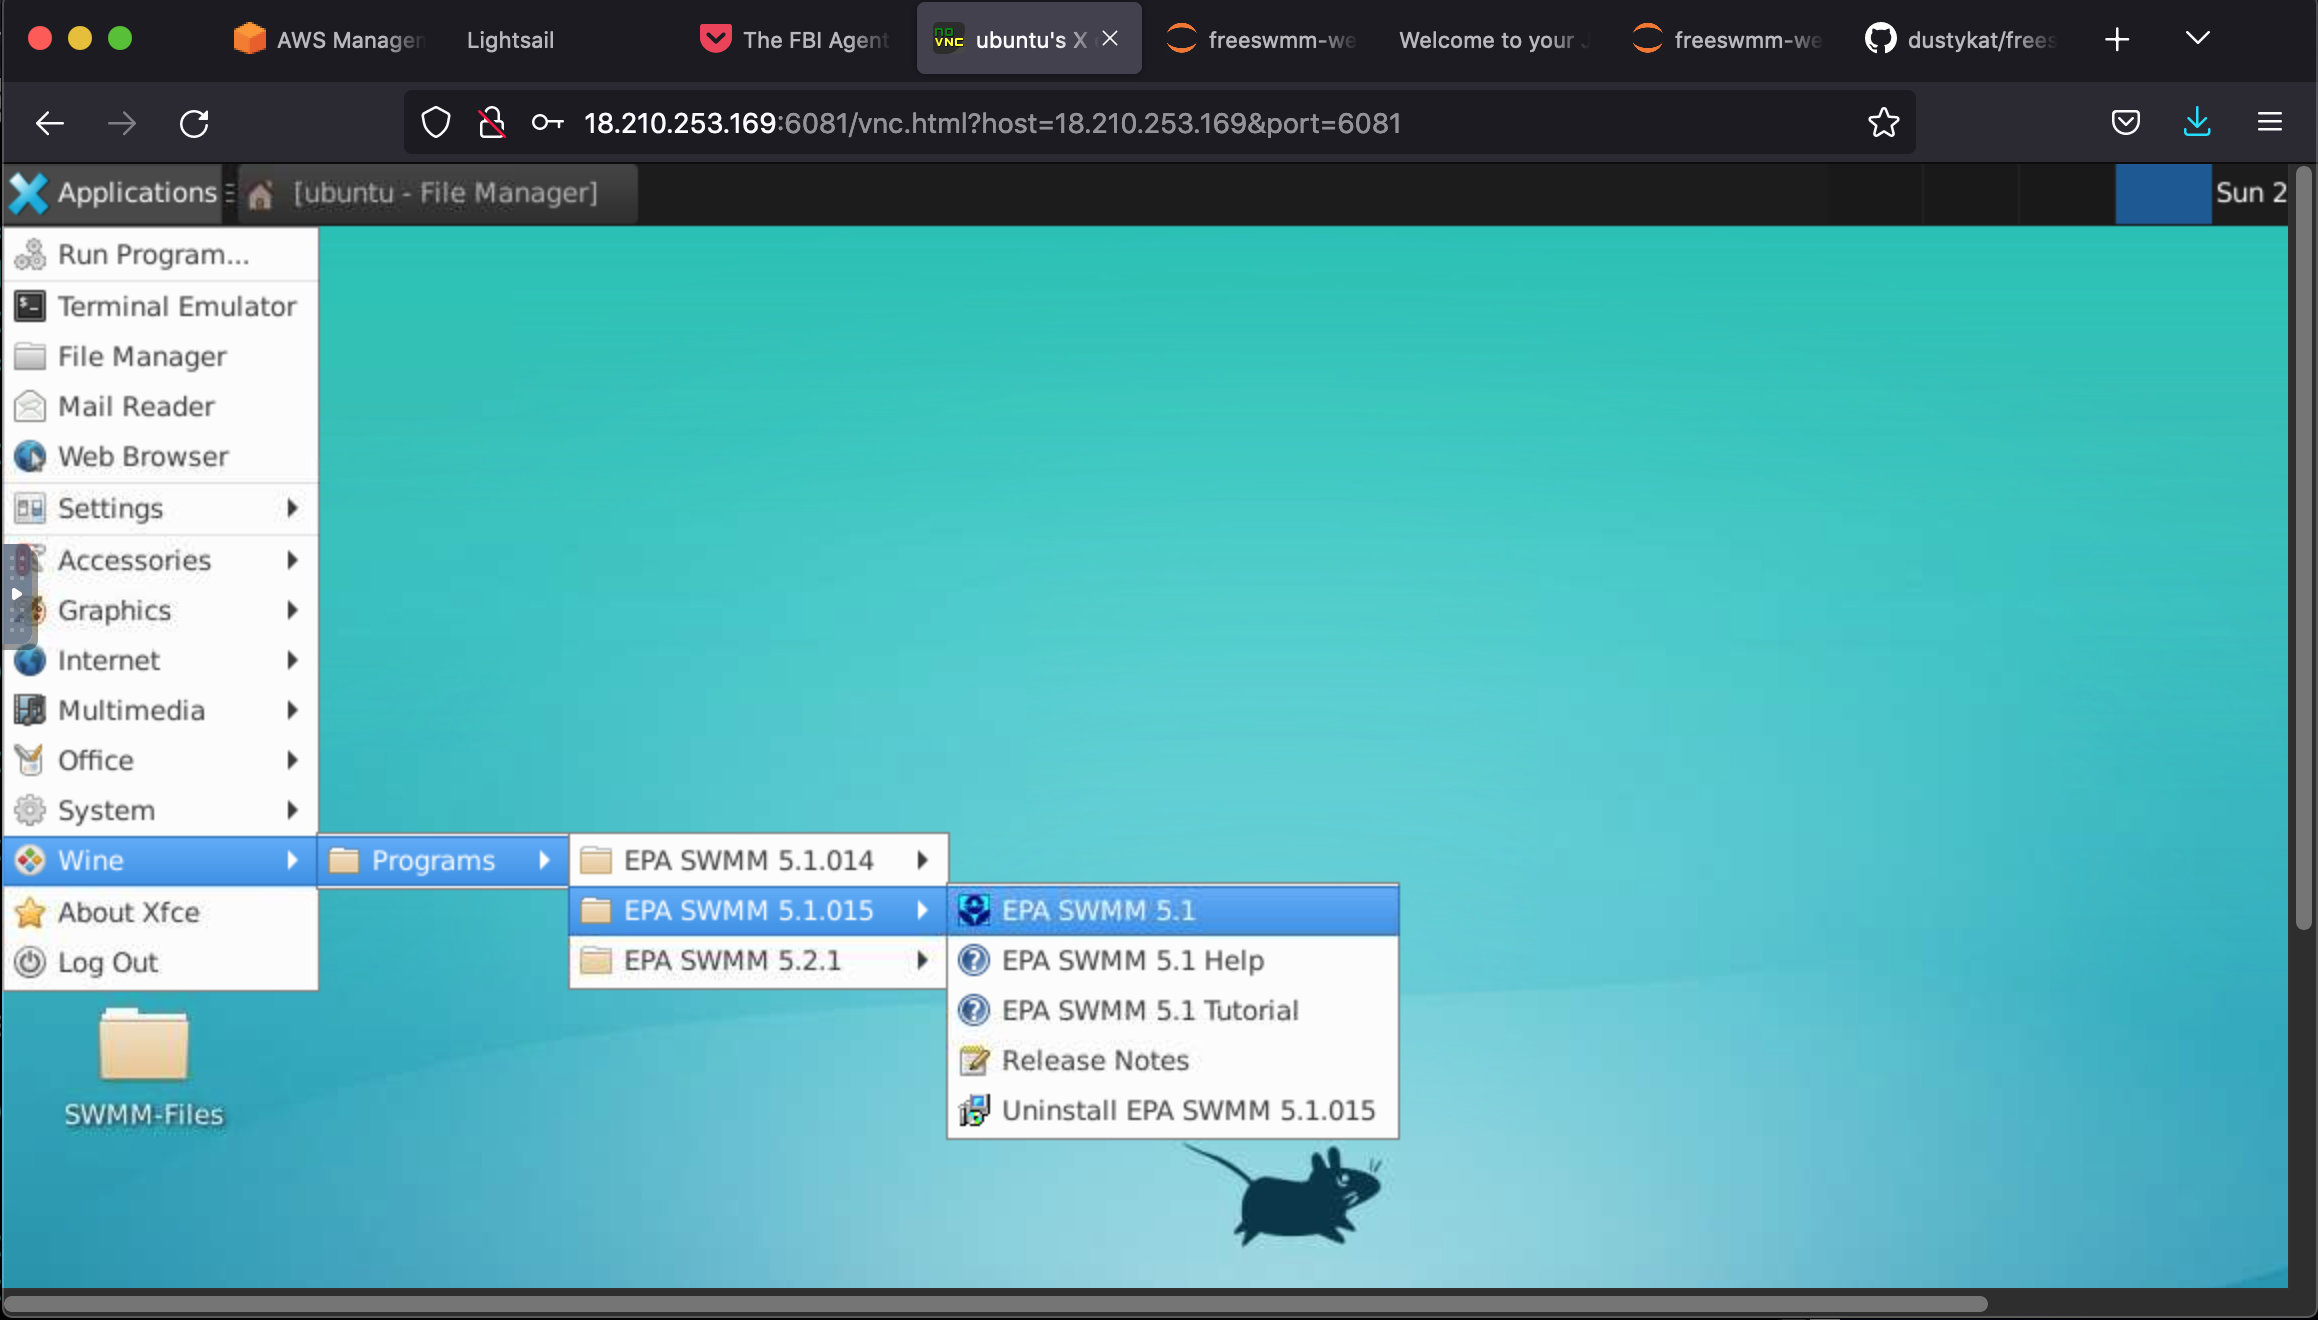 AWS Manager
Lightsail
The FBI Agent
no VNC
ubuntu's X
freeswmm-we
Welcome to your J
freeswmm-we
dustykat/frees
18.210.253.169:6081/vnc.html?host=18.210.253.169&port=6081
Applications
[ubuntu - File Manager]
Sun 2
Run Program...
Terminal Emulator
File Manager
Mail Reader
Web Browser
Settings
Accessories
Graphics
Internet
Multimedia
Office
System
Wine
Programs
EPA SWMM 5.1.014
EPA SWMM 5.1.015
EPA SWMM 5.2.1
EPA SWMM 5.1
EPA SWMM 5.1 Help
EPA SWMM 5.1 Tutorial
Release Notes
Uninstall EPA SWMM 5.1.015
About Xfce
Log Out
SWMM-Files